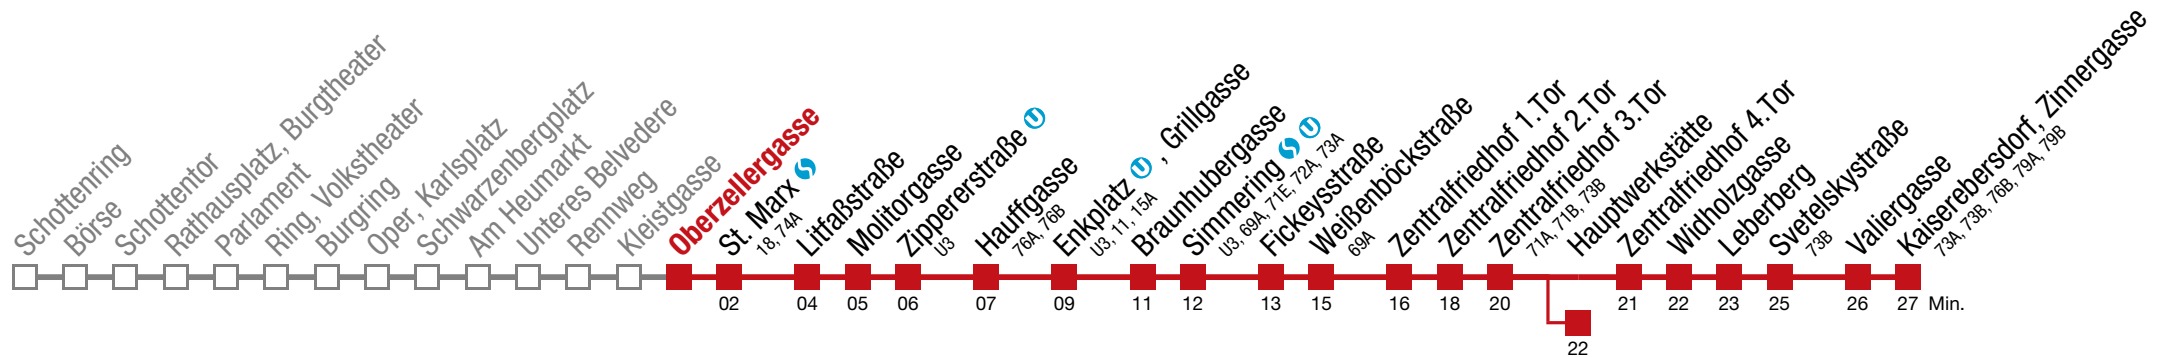 Schottenring
Börse
Schottentor
Rathausplatz, Burgtheater
Parlament
Ring, Volkstheater
Burgring
Oper, Karlsplatz
Schwarzenbergplatz
Am Heumarkt
Unteres Belvedere
Rennweg
Kleistgasse
Oberzellergasse
St. Marx
18, 74A
Litfaßstraße
Molitorgasse
Zippererstraße U
U3
Hauffgasse
76A, 76B
Enkplatz U , Grillgasse
U3, 11, 15A
Braunhubergasse
Simmering U
U3, 69A, 71E, 72A, 73A
Fickeysstraße
Weißenböckstraße
69A
Zentralfriedhof 1.Tor
Zentralfriedhof 2.Tor
Zentralfriedhof 3.Tor
71A, 71B, 73B
Hauptwerkstätte
Zentralfriedhof 4.Tor
Widholzgasse
Leberberg
Svetelskystraße
73B
Valiergasse
Kaiserebersdorf, Zinnergasse
73A, 73B, 76B, 79A, 79B
02 04 05 06 07 09 11 12 13 15 16 18 20 21 22 23 25 26 27 Min.
22